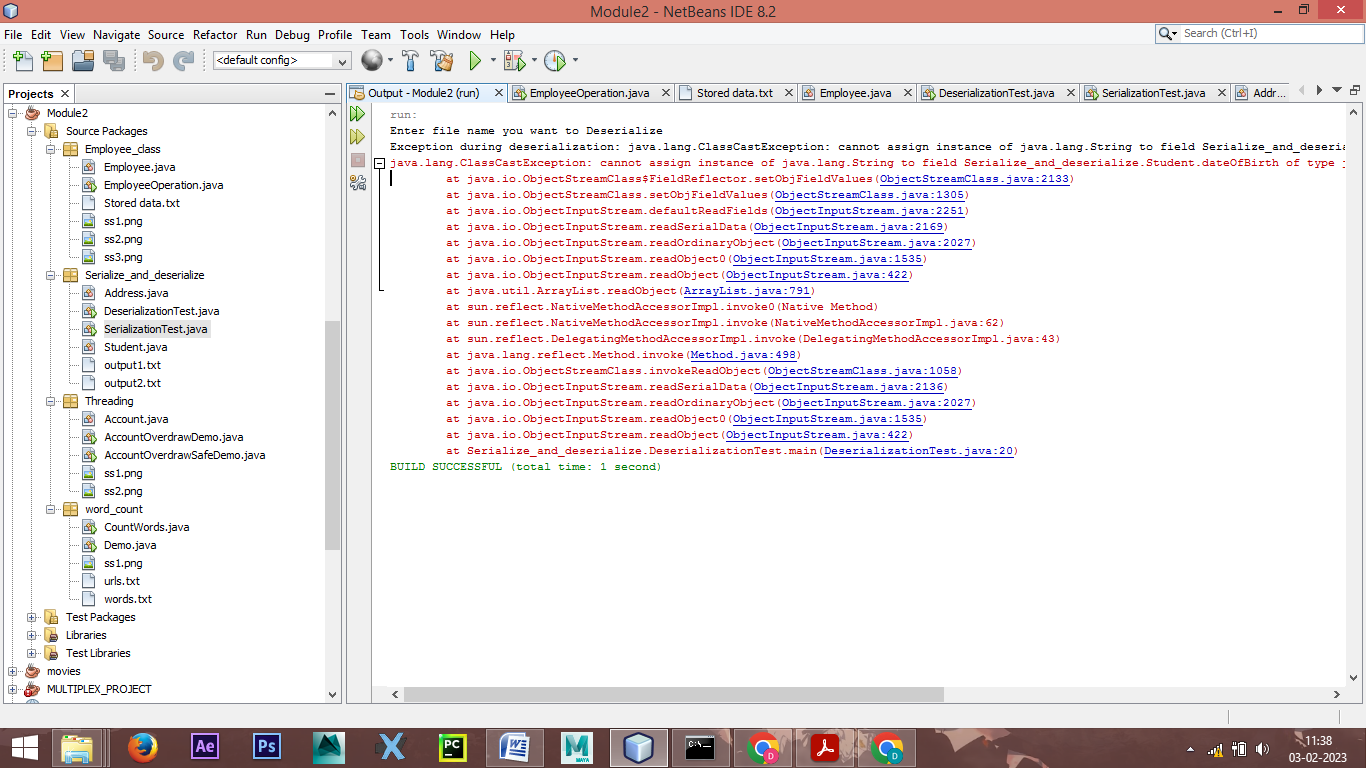 Module2 - NetBeans IDE 8.2
File Edit View Navigate Source Refactor Run Debug Profile Team Tools Window Help
Search (Ctrl+I)
<default config>
Projects
Module2
Source Packages
Employee_class
Employee.java
EmployeeOperation.java
Stored data.txt
ss1.png
ss2.png
ss3.png
Serialize_and_deserialize
Address.java
DeserializationTest.java
SerializationTest.java
Student.java
output1.txt
output2.txt
Threading
Account.java
AccountOverdrawDemo.java
AccountOverdrawSafeDemo.java
ss1.png
ss2.png
word_count
CountWords.java
Demo.java
ss1.png
urls.txt
words.txt
Test Packages
Libraries
Test Libraries
movies
MULTIPLEX_PROJECT
Output - Module2 (run) EmployeeOperation.java Stored data.txt Employee.java DeserializationTest.java SerializationTest.java Addr...
run:
Enter file name you want to Deserialize
Exception during deserialization: java.lang.ClassCastException: cannot assign instance of java.lang.String to field Serialize_and_deseria
java.lang.ClassCastException: cannot assign instance of java.lang.String to field Serialize_and_deserialize.Student.dateOfBirth of type j
at java.io.ObjectStreamClass$FieldReflector.setObjFieldValues(ObjectStreamClass.java:2133)
at java.io.ObjectStreamClass.setObjFieldValues(ObjectStreamClass.java:1305)
at java.io.ObjectInputStream.defaultReadFields(ObjectInputStream.java:2251)
at java.io.ObjectInputStream.readSerialData(ObjectInputStream.java:2169)
at java.io.ObjectInputStream.readOrdinaryObject(ObjectInputStream.java:2027)
at java.io.ObjectInputStream.readObject0(ObjectInputStream.java:1535)
at java.io.ObjectInputStream.readObject(ObjectInputStream.java:422)
at java.util.ArrayList.readObject(ArrayList.java:791)
at sun.reflect.NativeMethodAccessorImpl.invoke0(Native Method)
at sun.reflect.NativeMethodAccessorImpl.invoke(NativeMethodAccessorImpl.java:62)
at sun.reflect.DelegatingMethodAccessorImpl.invoke(DelegatingMethodAccessorImpl.java:43)
at java.lang.reflect.Method.invoke(Method.java:498)
at java.io.ObjectStreamClass.invokeReadObject(ObjectStreamClass.java:1058)
at java.io.ObjectInputStream.readSerialData(ObjectInputStream.java:2136)
at java.io.ObjectInputStream.readOrdinaryObject(ObjectInputStream.java:2027)
at java.io.ObjectInputStream.readObject0(ObjectInputStream.java:1535)
at java.io.ObjectInputStream.readObject(ObjectInputStream.java:422)
at Serialize_and_deserialize.DeserializationTest.main(DeserializationTest.java:20)
BUILD SUCCESSFUL (total time: 1 second)
Ae Ps X PC W M MAYA C:\. D D
11:38
03-02-2023